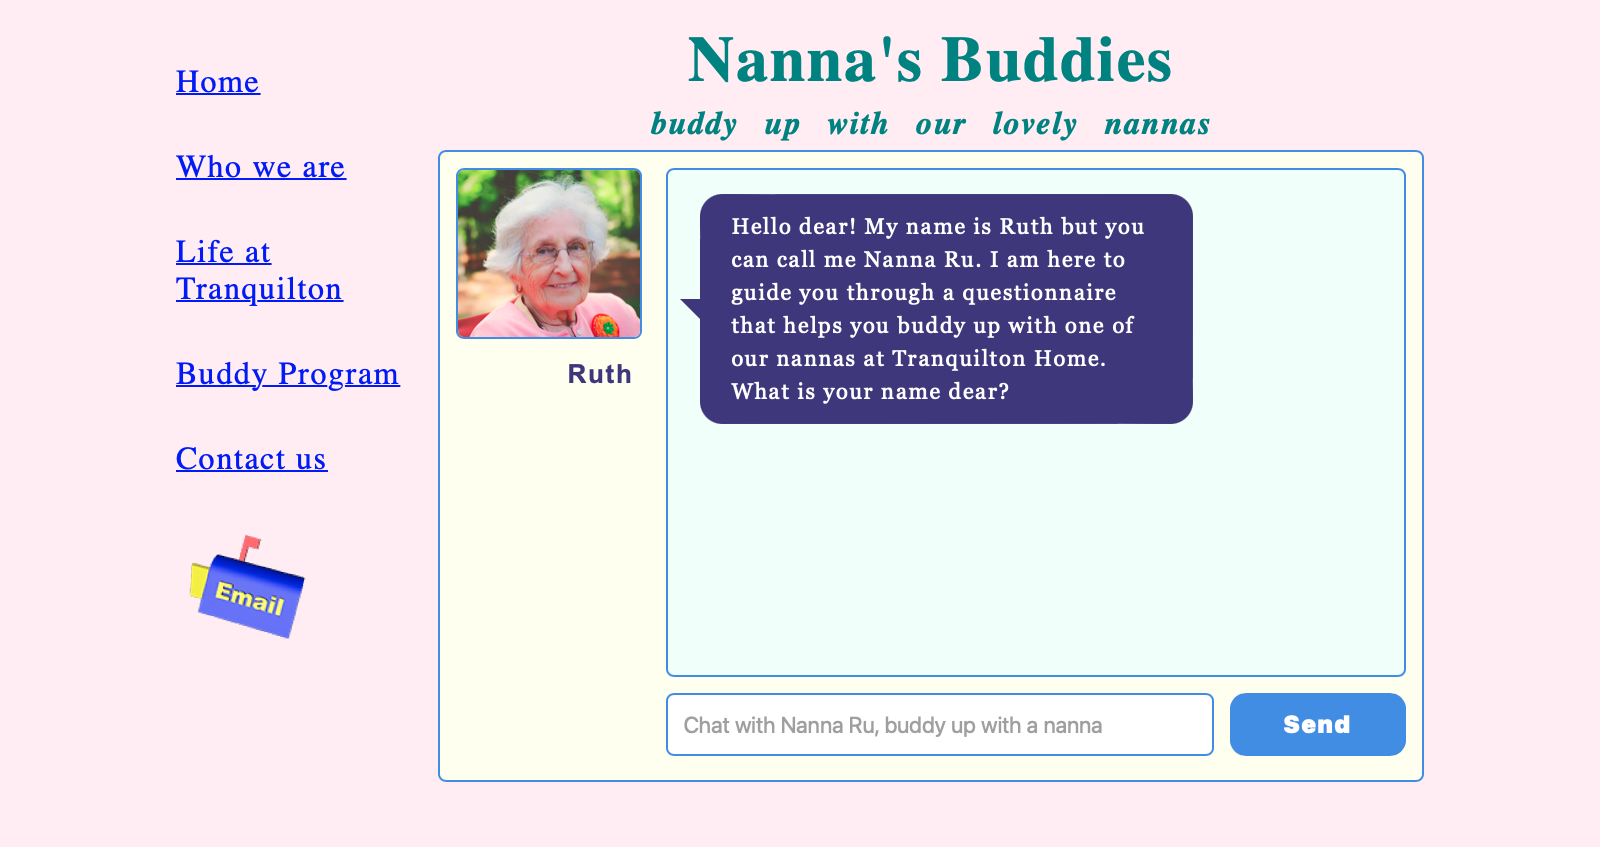 Nanna's Buddies
buddy up with our lovely nannas
Home
Who we are
Life at
Tranquilton
Buddy Program
Contact us
Email
Ruth
Hello dear! My name is Ruth but you
can call me Nanna Ru. I am here to
guide you through a questionnaire
that helps you buddy up with one of
our nannas at Tranquilton Home.
What is your name dear?
Chat with Nanna Ru, buddy up with a nanna
Send